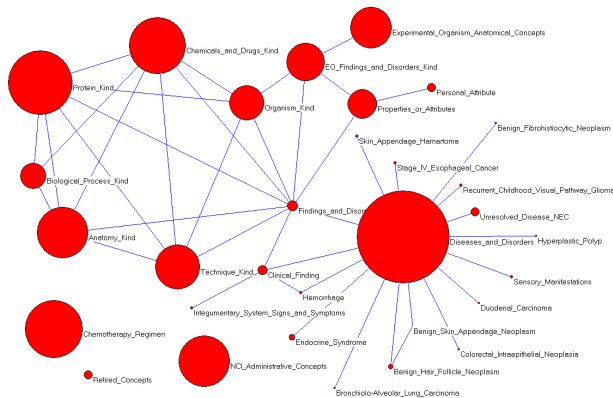 Experimental_Organism_Anatomical_Concepts
Chemicals_and_Drugs_Kind
EO_Findings_and_Disorders_Kind
Protein_Kind
Personal_Attribute
Organism_Kind
Properties_or_Attributes
Benign_Fibrohistiocytic_Neoplasm
Skin_Appendage_Hamartoma
Stage_IV_Esophageal_Cancer
Biological_Process_Kind
Recurrent_Childhood_Visual_Pathway_Glioma
Findings_and_Disor
Unresolved_Disease_NEC
Anatomy_Kind
Diseases_and_Disorders
Hyperplastic_Polyp
Technique_Kind
Clinical_Finding
Sensory_Manifestations
Hemorrhage
Integumentary_System_Signs_and_Symptoms
Duodenal_Carcinoma
Chemotherapy_Regimen
Benign_Skin_Appendage_Neoplasm
Endocrine_Syndrome
Colorectal_Intraepithelial_Neoplasia
NCI_Administrative_Concepts
Benign_Hair_Follicle_Neoplasm
Retired_Concepts
Bronchiolo-Alveolar_Lung_Carcinoma